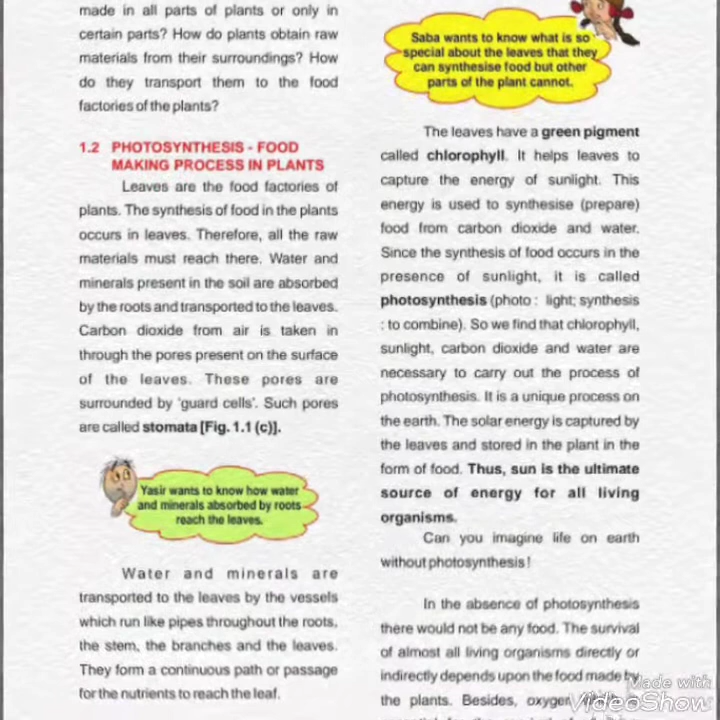 made in all parts of plants or only in
certain parts? How do plants obtain raw
materials from their surroundings? How
do they transport them to the food
factories of the plants?
1.2 PHOTOSYNTHESIS - FOOD
MAKING PROCESS IN PLANTS
Leaves are the food factories of
plants. The synthesis of food in the plants
occurs in leaves. Therefore, all the raw
materials must reach there. Water and
minerals present in the soil are absorbed
by the roots and transported to the leaves.
Carbon dioxide from air is taken in
through the pores present on the surface
of the leaves. These pores are
surrounded by 'guard cells'. Such pores
are called stomata [Fig. 1.1 (c)].
Yasir wants to know how water
and minerals absorbed by roots
reach the leaves.
Water and minerals are
transported to the leaves by the vessels
which run like pipes throughout the roots,
the stem, the branches and the leaves.
They form a continuous path or passage
for the nutrients to reach the leaf.
Saba wants to know what is so
special about the leaves that they
can synthesise food but other
parts of the plant cannot.
The leaves have a green pigment
called chlorophyll. It helps leaves to
capture the energy of sunlight. This
energy is used to synthesise (prepare)
food from carbon dioxide and water.
Since the synthesis of food occurs in the
presence of sunlight, it is called
photosynthesis (photo : light; synthesis
: to combine). So we find that chlorophyll,
sunlight, carbon dioxide and water are
necessary to carry out the process of
photosynthesis. It is a unique process on
the earth. The solar energy is captured by
the leaves and stored in the plant in the
form of food. Thus, sun is the ultimate
source of energy for all living
organisms.
Can you imagine life on earth
without photosynthesis!
In the absence of photosynthesis
there would not be any food. The survival
of almost all living organisms directly or
indirectly depends upon the food made by
the plants. Besides, oxygen
Made with
VideoShow